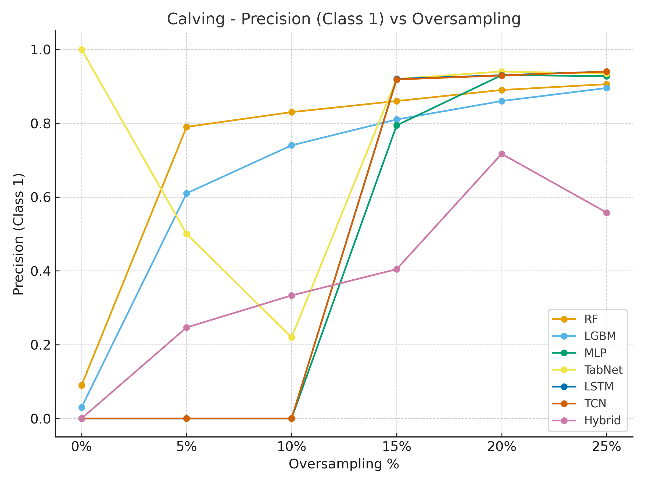 Calving - Precision (Class 1) vs Oversampling
Precision (Class 1)
1.0
0.8
0.6
0.4
0.2
0.0
0%
5%
10%
15%
20%
25%
Oversampling %
RF
LGBM
MLP
TabNet
LSTM
TCN
Hybrid